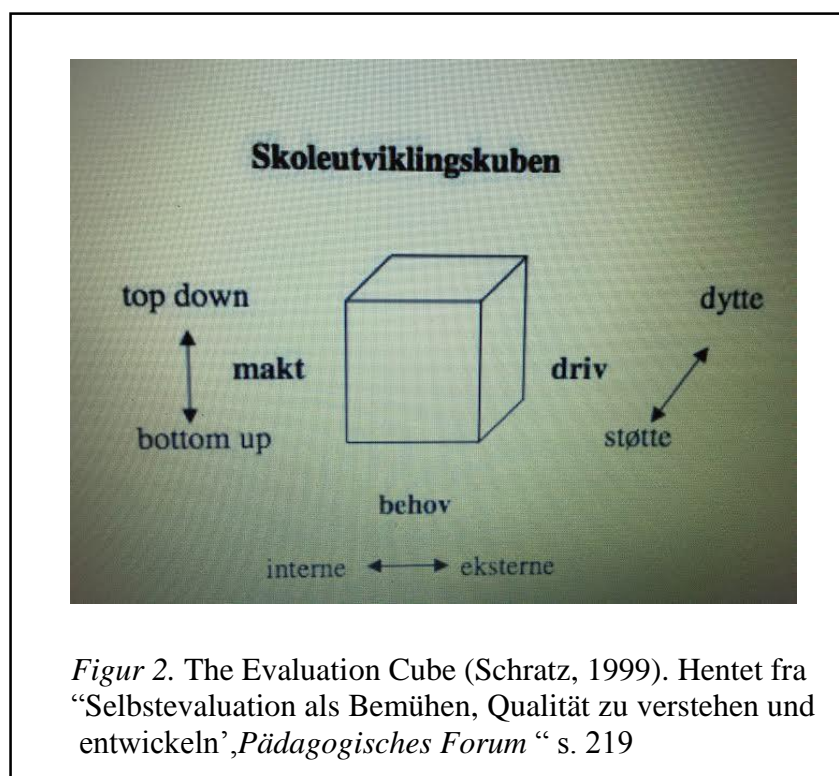 Skoleutviklingskuben
top down
dytte
makt
driv
bottom up
støtte
behov
interne
eksterne
Figur 2. The Evaluation Cube (Schratz, 1999). Hentet fra
“Selbstevaluation als Bemühen, Qualität zu verstehen und
entwickeln’,Pädagogisches Forum “ s. 219